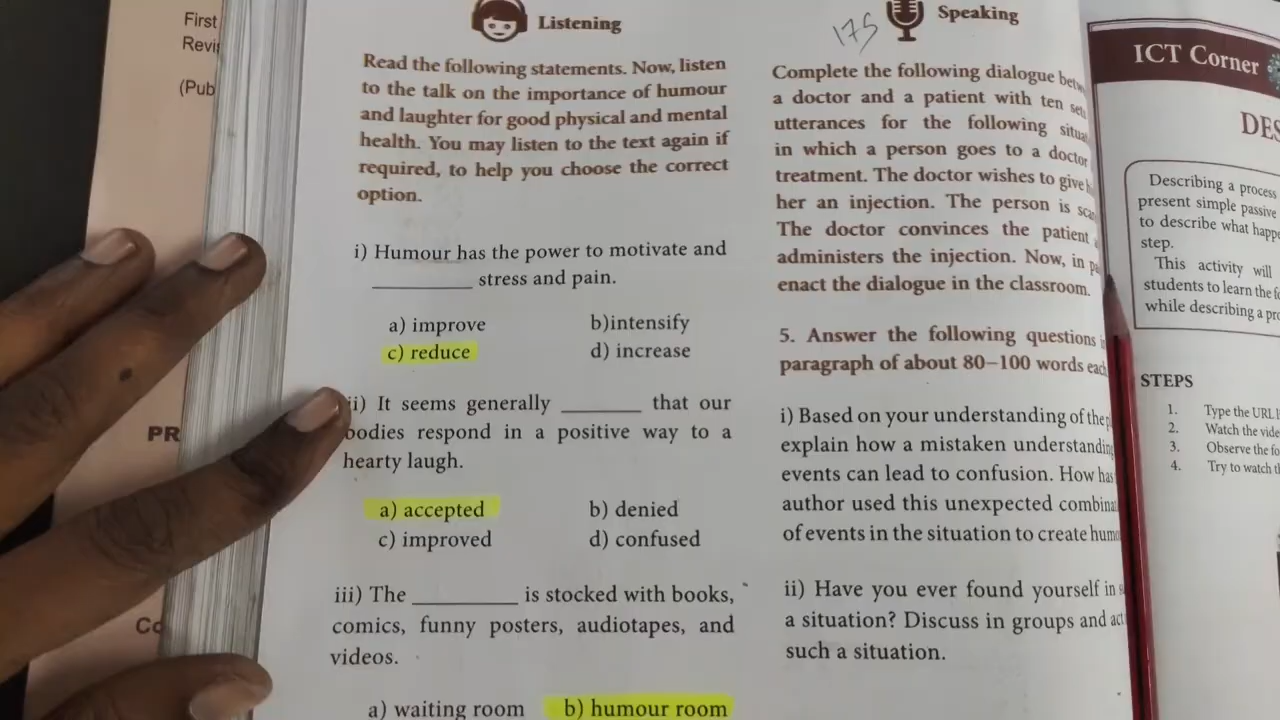 First
Revi
(Pub
PR
Co
Listening
Read the following statements. Now, listen
to the talk on the importance of humour
and laughter for good physical and mental
health. You may listen to the text again if
required, to help you choose the correct
option.
i) Humour has the power to motivate and
__________ stress and pain.
a) improve b)intensify
c) reduce d) increase
ii) It seems generally ________ that our
bodies respond in a positive way to a
hearty laugh.
a) accepted b) denied
c) improved d) confused
iii) The __________ is stocked with books,
comics, funny posters, audiotapes, and
videos.
a) waiting room b) humour room
175
Speaking
Complete the following dialogue betw
a doctor and a patient with ten sets
utterances for the following situa
in which a person goes to a doctor
treatment. The doctor wishes to give h
her an injection. The person is sca
The doctor convinces the patient a
administers the injection. Now, in pa
enact the dialogue in the classroom.
5. Answer the following questions i
paragraph of about 80–100 words each
i) Based on your understanding of the p
explain how a mistaken understanding
events can lead to confusion. How has
author used this unexpected combina
of events in the situation to create humo
ii) Have you ever found yourself in s
a situation? Discuss in groups and act
such a situation.
ICT Corner
DES
Describing a process
present simple passive
to describe what happe
step.
This activity will
students to learn the f
while describing a pro
STEPS
1. Type the URL
2. Watch the vide
3. Observe the fo
4. Try to watch th